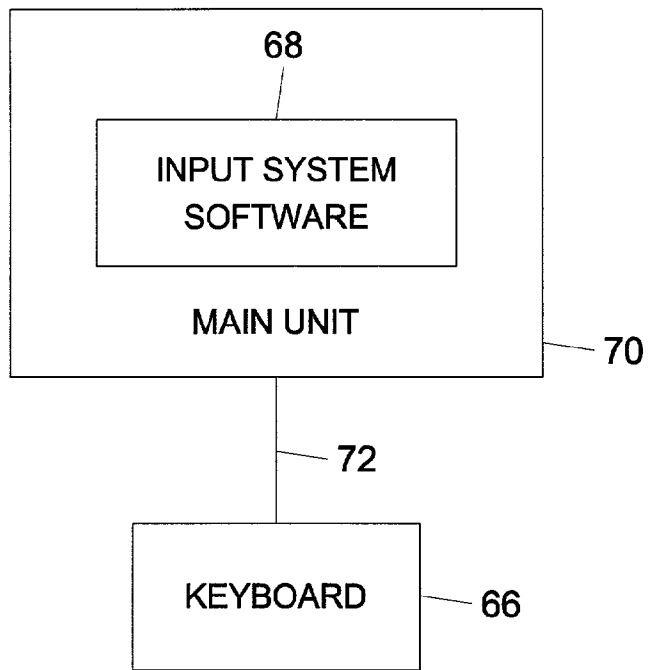 68
INPUT SYSTEM
SOFTWARE
MAIN UNIT
70
72
KEYBOARD
66